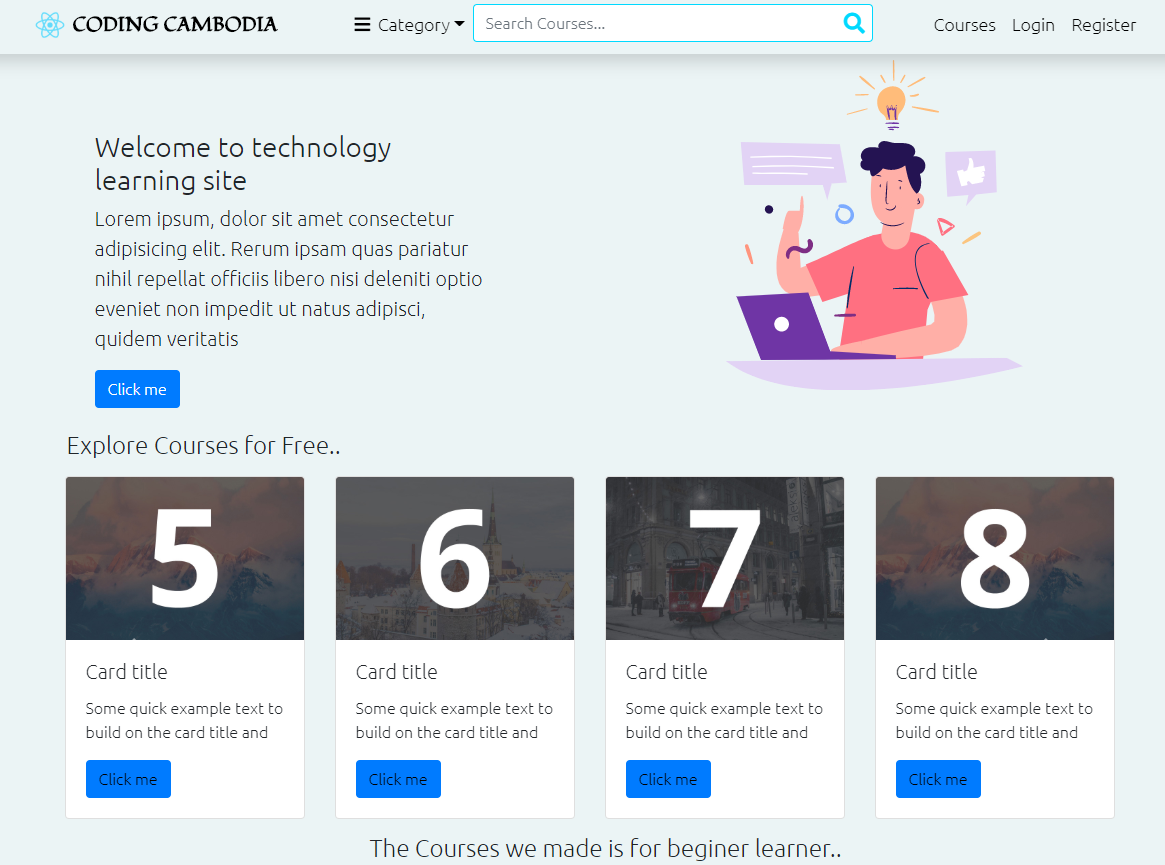 CODING CAMBODIA Category Search Courses... Courses Login Register
Welcome to technology
learning site
Lorem ipsum, dolor sit amet consectetur
adipisicing elit. Rerum ipsam quas pariatur
nihil repellat officiis libero nisi deleniti optio
eveniet non impedit ut natus adipisci,
quidem veritatis
Click me
Explore Courses for Free..
5
Card title
Some quick example text to
build on the card title and
Click me
6
Card title
Some quick example text to
build on the card title and
Click me
7
Card title
Some quick example text to
build on the card title and
Click me
8
Card title
Some quick example text to
build on the card title and
Click me
The Courses we made is for beginer learner..